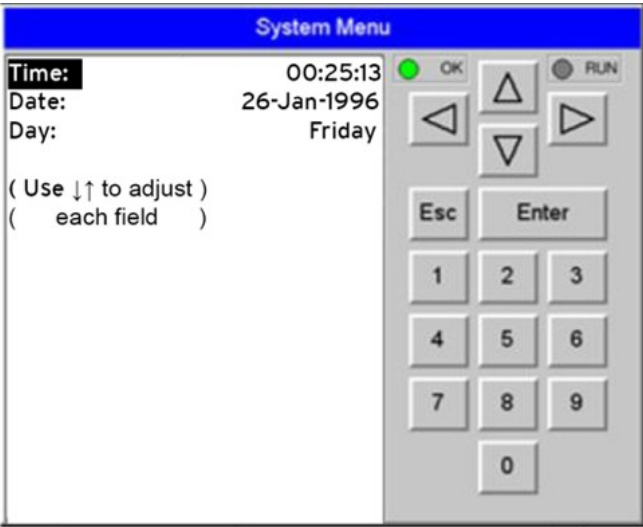 System Menu
Time: 00:25:13
Date: 26-Jan-1996
Day: Friday
( Use ↓↑ to adjust )
( each field )
OK
RUN
Esc
Enter
1 2 3
4 5 6
7 8 9
0